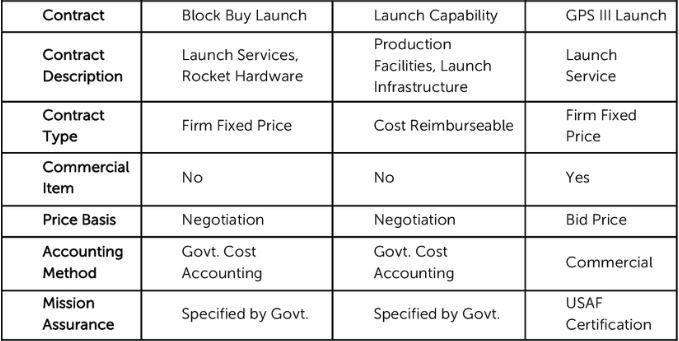 Contract Block Buy Launch Launch Capability GPS III Launch
Contract Description Launch Services, Rocket Hardware Production Facilities, Launch Infrastructure Launch Service
Contract Type Firm Fixed Price Cost Reimburseable Firm Fixed Price
Commercial Item No No Yes
Price Basis Negotiation Negotiation Bid Price
Accounting Method Govt. Cost Accounting Govt. Cost Accounting Commercial
Mission Assurance Specified by Govt. Specified by Govt. USAF Certification